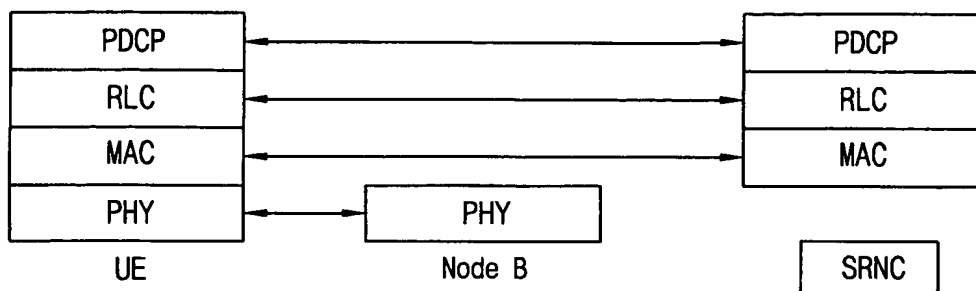 PDCP PDCP
RLC RLC
MAC MAC
PHY PHY
UE Node B SRNC